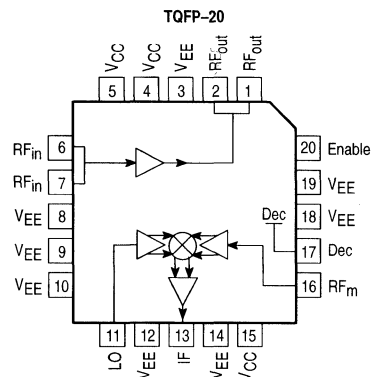 TQFP–20
VCC VCC VEE RFout RFout
5 4 3 2 1
RFin 6
RFin 7
VEE 8
VEE 9
VEE 10
20 Enable
19 VEE
18 VEE
Dec
17 Dec
16 RFm
11 12 13 14 15
LO VEE IF VEE VCC